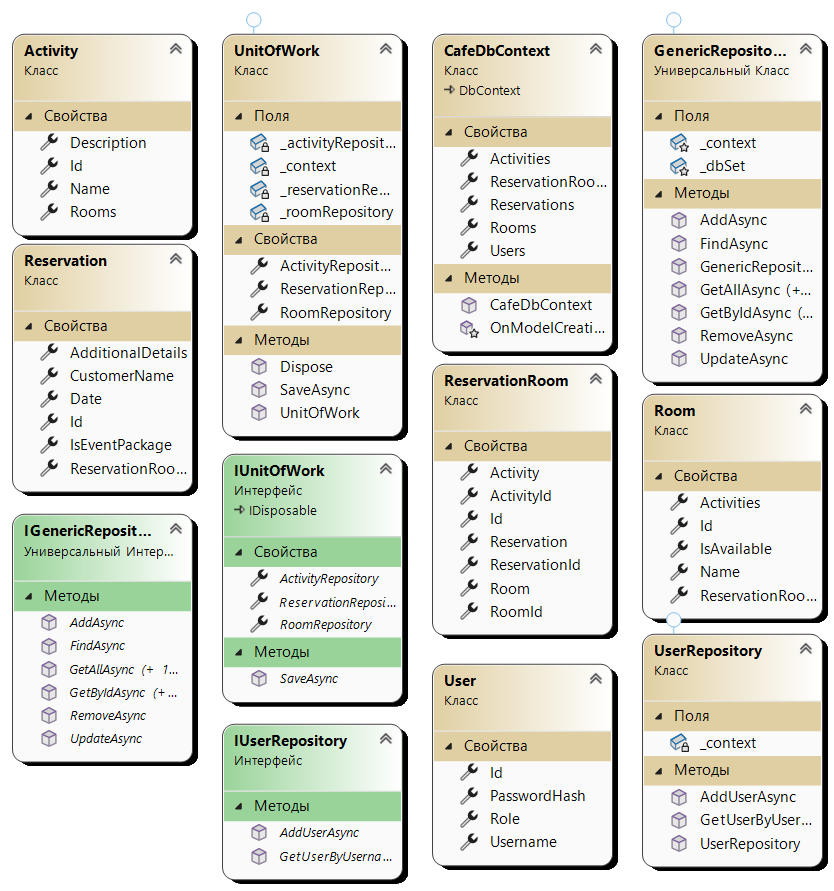 Activity
Класс
Свойства
Description
Id
Name
Rooms
Reservation
Класс
Свойства
AdditionalDetails
CustomerName
Date
Id
IsEventPackage
ReservationRoo...
IGenericReposit...
Универсальный Интер...
Методы
AddAsync
FindAsync
GetAllAsync (+ 1...
GetByIdAsync (+ ...
RemoveAsync
UpdateAsync
UnitOfWork
Класс
Поля
_activityReposit...
_context
_reservationRe...
_roomRepository
Свойства
ActivityReposit...
ReservationRep...
RoomRepository
Методы
Dispose
SaveAsync
UnitOfWork
IUnitOfWork
Интерфейс
IDisposable
Свойства
ActivityRepository
ReservationReposi...
RoomRepository
Методы
SaveAsync
IUserRepository
Интерфейс
Методы
AddUserAsync
GetUserByUserna...
CafeDbContext
Класс
DbContext
Свойства
Activities
ReservationRoo...
Reservations
Rooms
Users
Методы
CafeDbContext
OnModelCreati...
ReservationRoom
Класс
Свойства
Activity
ActivityId
Id
Reservation
ReservationId
Room
RoomId
User
Класс
Свойства
Id
PasswordHash
Role
Username
GenericReposito...
Универсальный Класс
Поля
_context
_dbSet
Методы
AddAsync
FindAsync
GenericReposit...
GetAllAsync (+...
GetByIdAsync (...
RemoveAsync
UpdateAsync
Room
Класс
Свойства
Activities
Id
IsAvailable
Name
ReservationRoo...
UserRepository
Класс
Поля
_context
Методы
AddUserAsync
GetUserByUser...
UserRepository